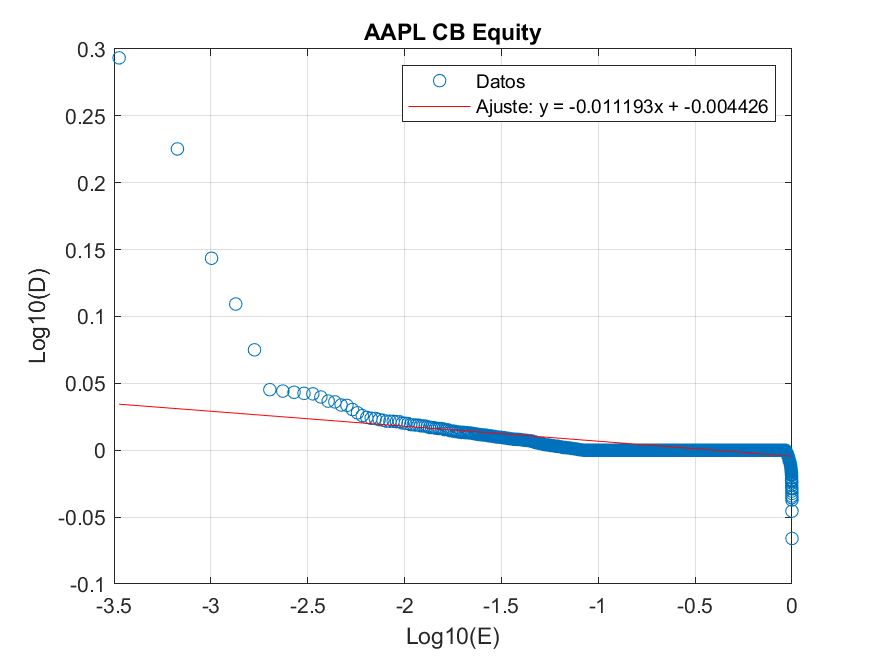 AAPL CB Equity
0.3
0.25
0.2
0.15
0.1
0.05
0
-0.05
-0.1
Log10(D)
Datos
Ajuste: y = -0.011193x + -0.004426
-3.5 -3 -2.5 -2 -1.5 -1 -0.5 0
Log10(E)